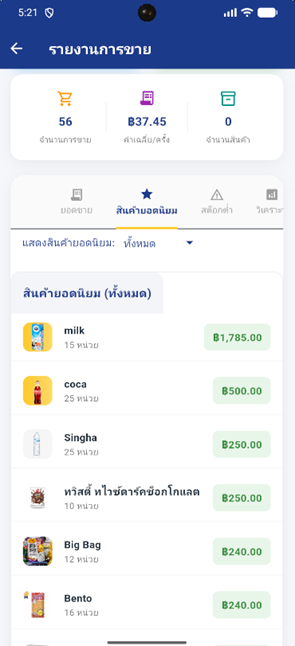 5:21
รายงานการขาย
56
฿37.45
0
จำนวนการขาย
ค่าเฉลี่ย/ครั้ง
จำนวนสินค้า
ยอดขาย
สินค้ายอดนิยม
สต็อกต่ำ
วิเคราะ
แสดงสินค้ายอดนิยม: ทั้งหมด
สินค้ายอดนิยม (ทั้งหมด)
milk
15 หน่วย
฿1,785.00
coca
25 หน่วย
฿500.00
Singha
25 หน่วย
฿250.00
ทวิสตี้ ทไวซ์ดาร์คช็อกโกแลต
10 หน่วย
฿250.00
Big Bag
12 หน่วย
฿240.00
Bento
16 หน่วย
฿240.00